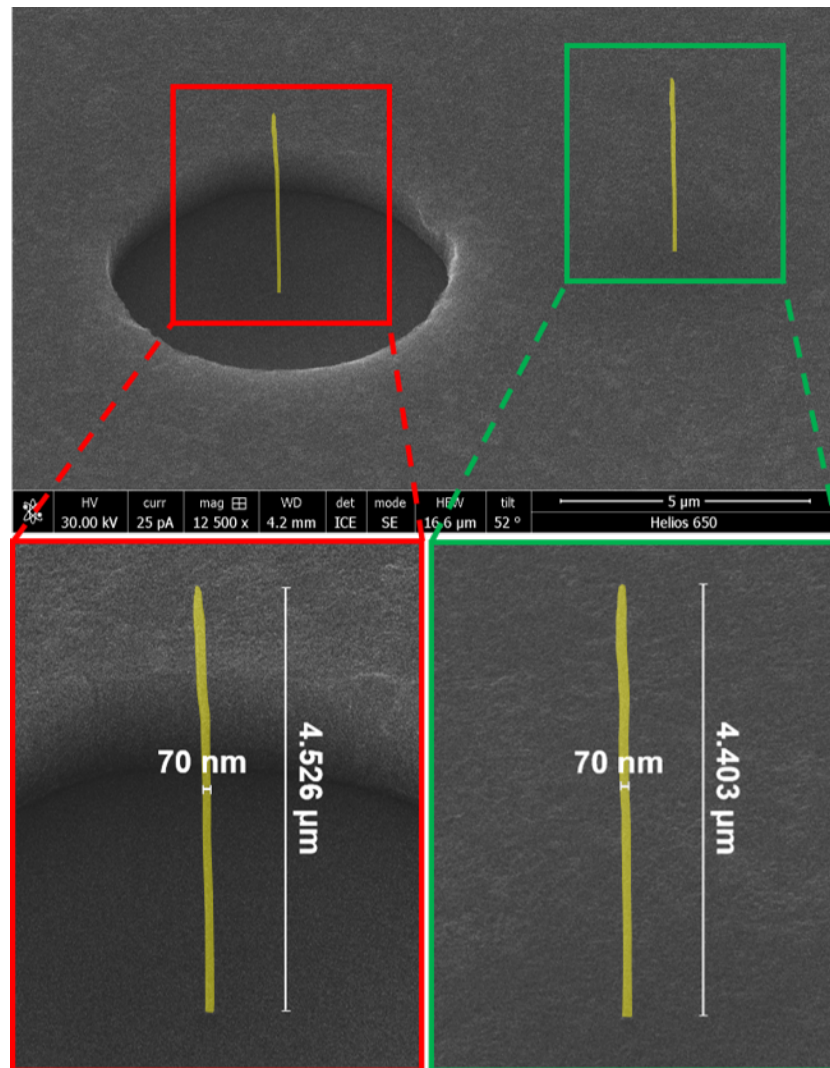 HV curr mag WD det mode HFW tilt 5 µm
30.00 kV 25 pA 12 500 x 4.2 mm ICE SE 16.6 µm 52 ° Helios 650
70 nm
4.526 µm
70 nm
4.403 µm